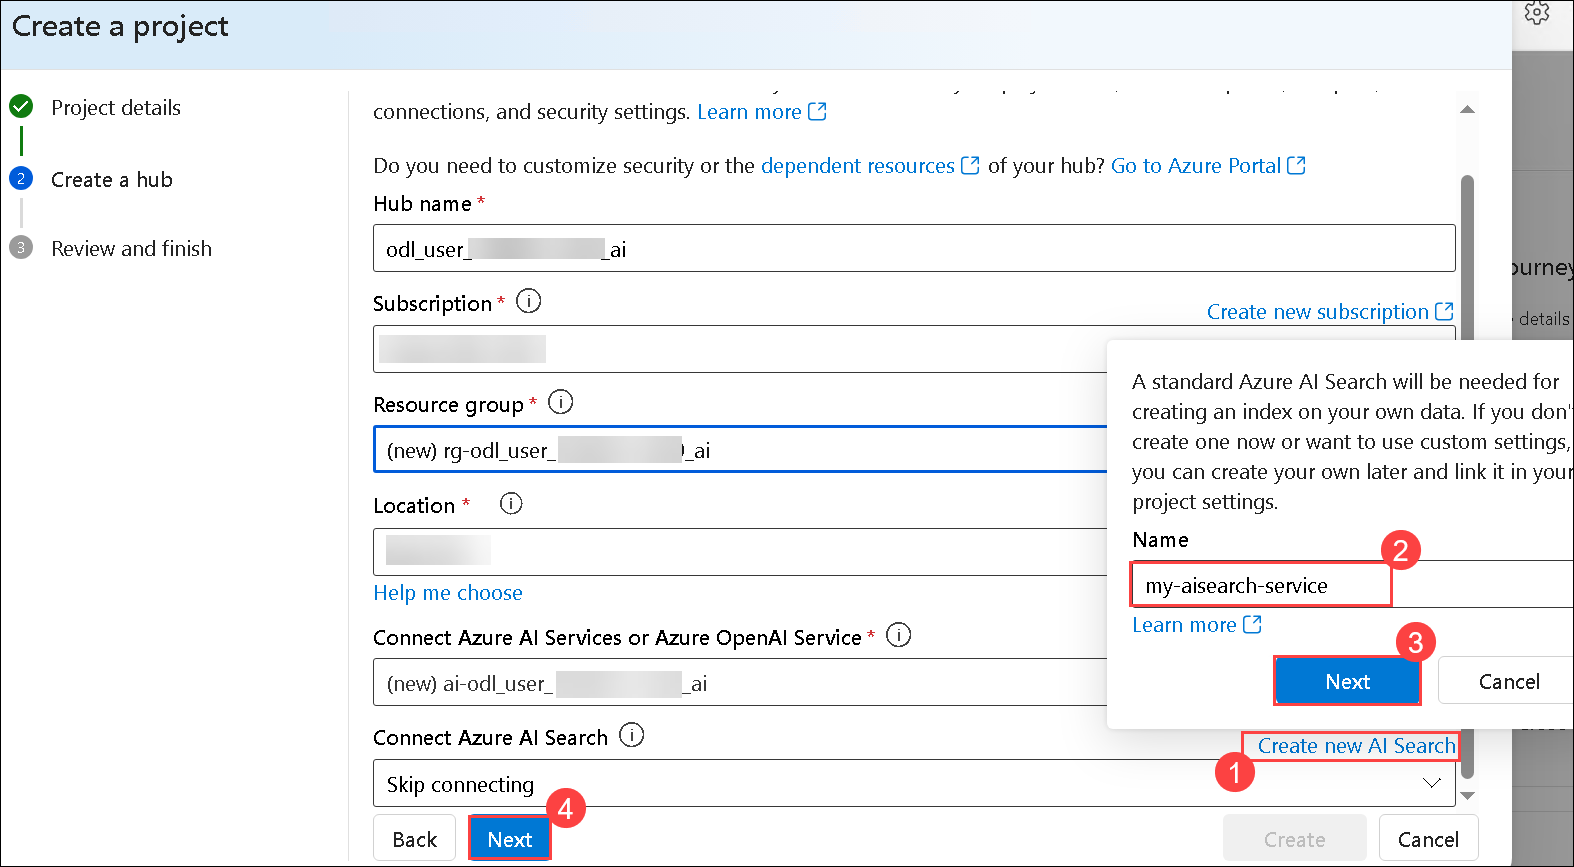 Create a project
Project details
2
Create a hub
3
Review and finish
connections, and security settings. Learn more
Do you need to customize security or the dependent resources of your hub? Go to Azure Portal
Hub name *
odl_user_ _ai
Subscription *
Create new subscription
Resource group *
(new) rg-odl_user_ _ai
Location *
Help me choose
Connect Azure AI Services or Azure OpenAI Service *
(new) ai-odl_user_ _ai
Connect Azure AI Search
Create new AI Search
1
Skip connecting
4
Back
Next
Create
Cancel
A standard Azure AI Search will be needed for
creating an index on your own data. If you don'
create one now or want to use custom settings,
you can create your own later and link it in your
project settings.
Name
2
my-aisearch-service
Learn more
3
Next
Cancel
ourney
details